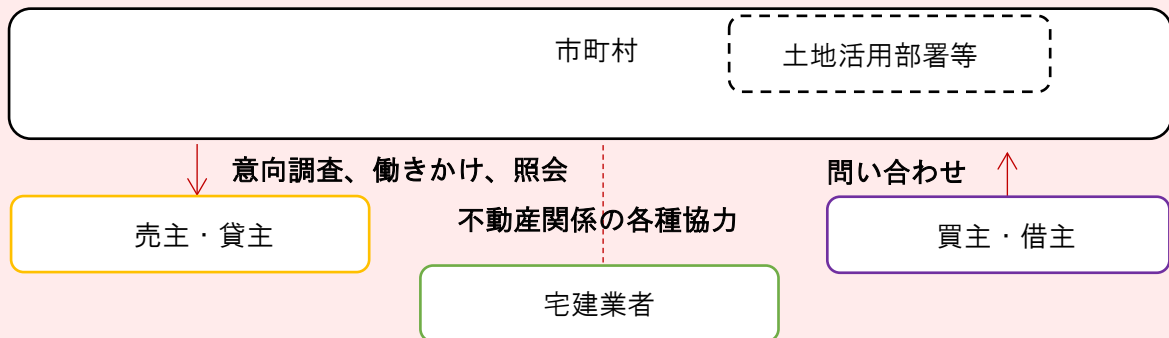 市町村
土地活用部署等
意向調査、働きかけ、照会
問い合わせ
不動産関係の各種協力
売主・貸主
買主・借主
宅建業者